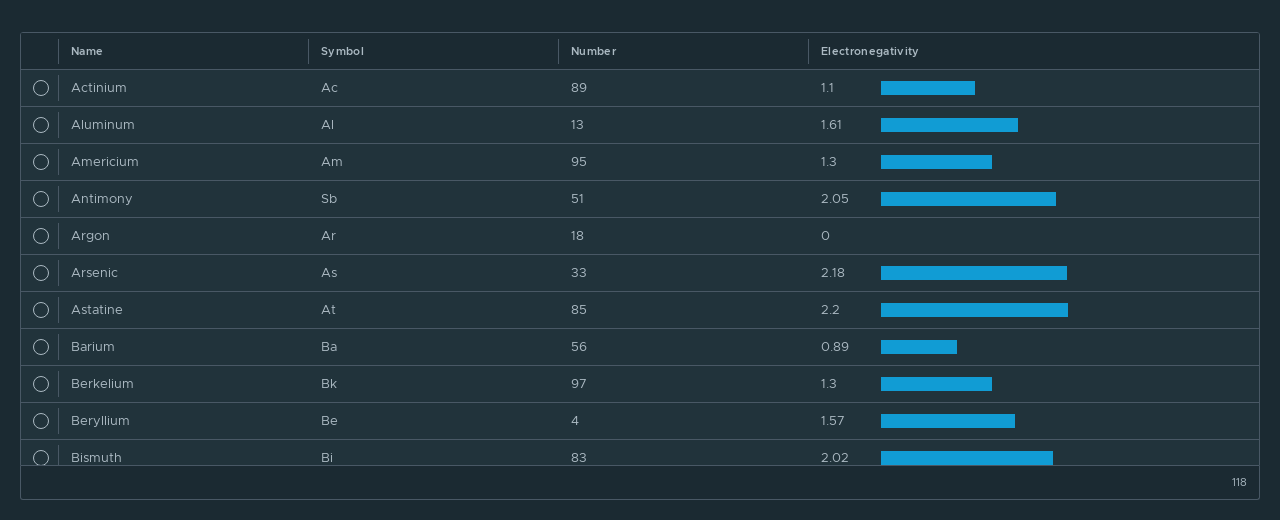 Name Symbol Number Electronegativity
Actinium Ac 89 1.1
Aluminum Al 13 1.61
Americium Am 95 1.3
Antimony Sb 51 2.05
Argon Ar 18 0
Arsenic As 33 2.18
Astatine At 85 2.2
Barium Ba 56 0.89
Berkelium Bk 97 1.3
Beryllium Be 4 1.57
Bismuth Bi 83 2.02
118